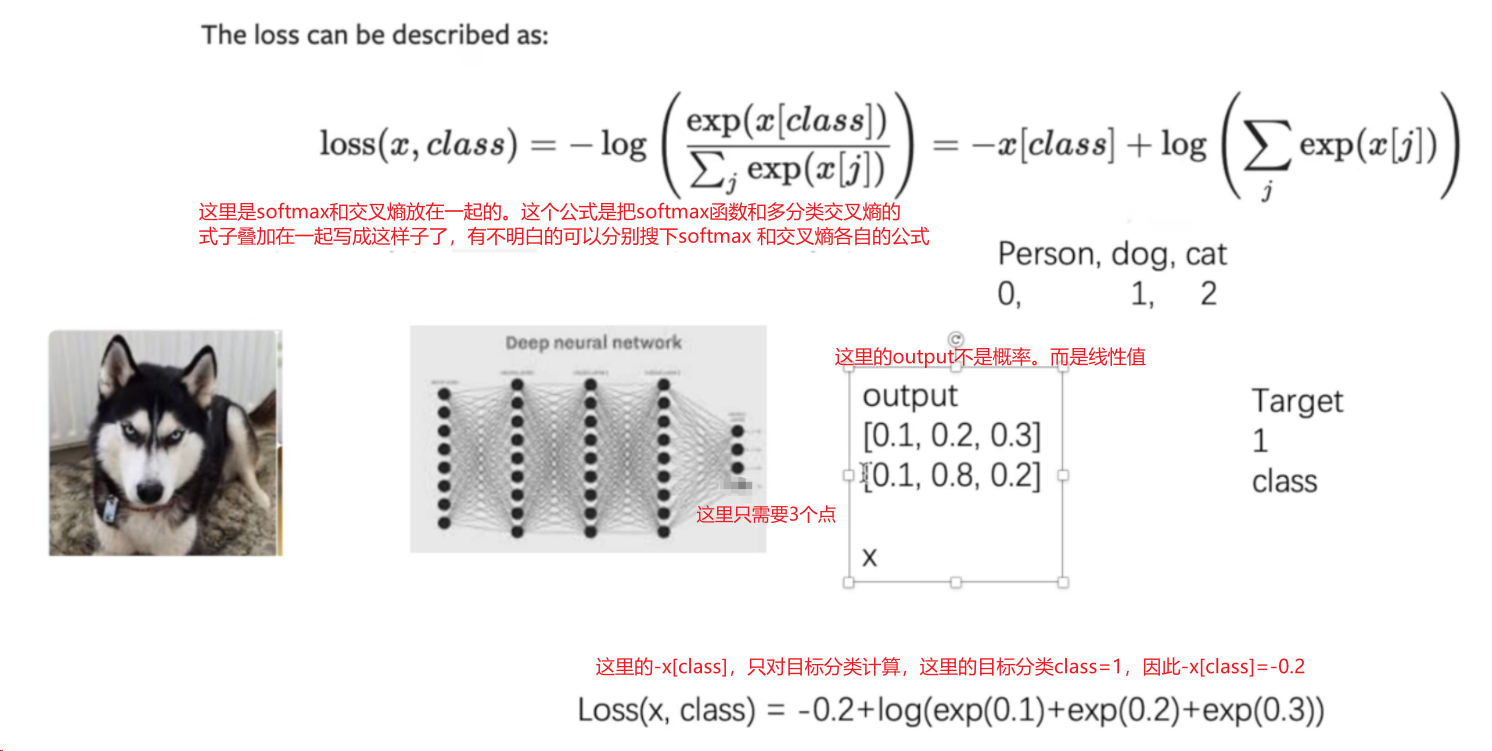 The loss can be described as:
loss(x, class) = − log ( exp(x[class]) / ∑_j exp(x[j]) ) = −x[class] + log ( ∑_j exp(x[j]) )
这里是softmax和交叉熵放在一起的。这个公式是把softmax函数和多分类交叉熵的
式子叠加在一起写成这样子了，有不明白的可以分别搜下softmax 和交叉熵各自的公式
Person, dog, cat
0, 1, 2
Deep neural network
这里的output不是概率。而是线性值
output
[0.1, 0.2, 0.3]
[0.1, 0.8, 0.2]
x
Target
1
class
这里只需要3个点
这里的-x[class]，只对目标分类计算，这里的目标分类class=1，因此-x[class]=-0.2
Loss(x, class) = -0.2+log(exp(0.1)+exp(0.2)+exp(0.3))